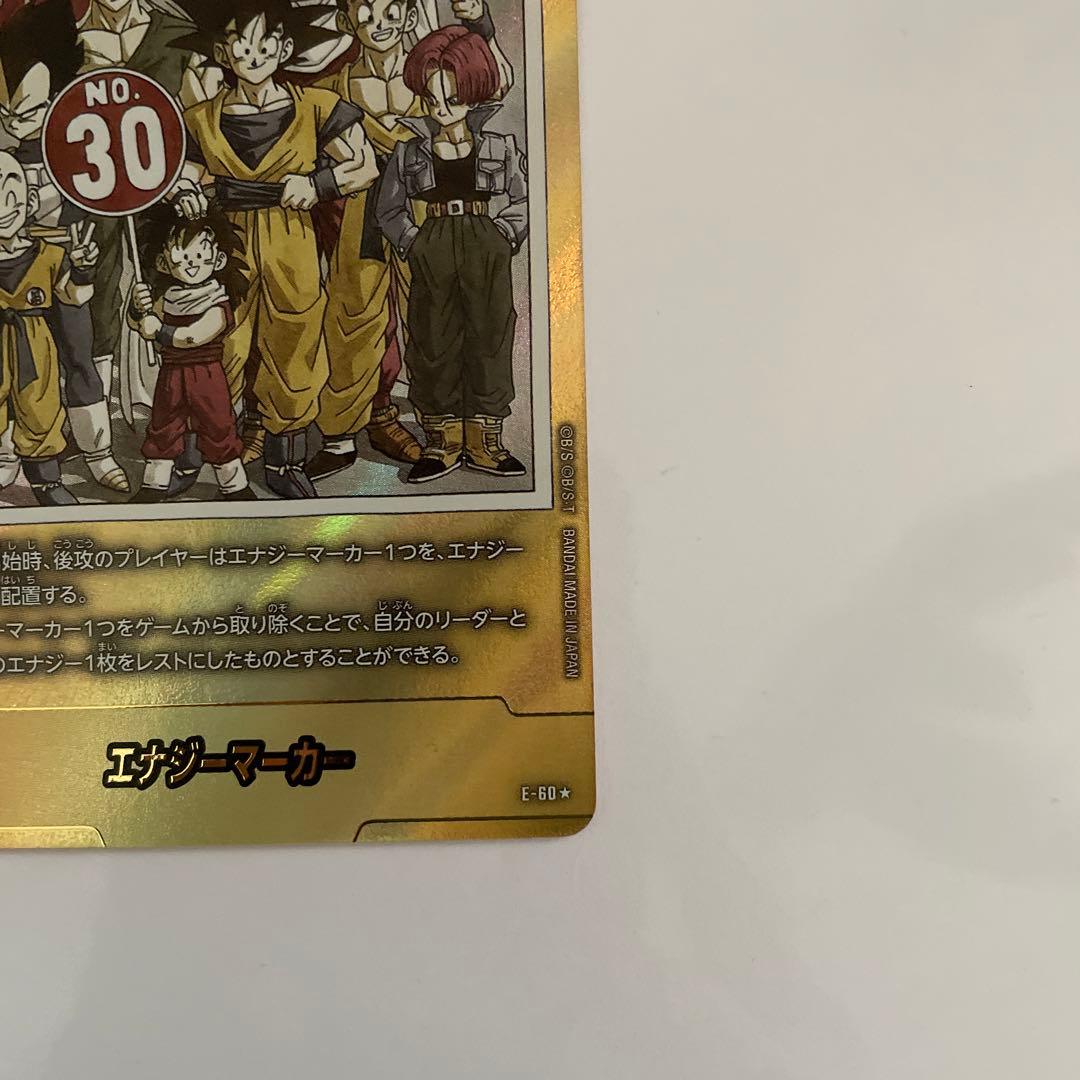 NO.
30
始時、後攻のプレイヤーはエナジーマーカー1つを、エナジー
配置する。
ーマーカー1つをゲームから取り除くことで、自分のリーダーと
のエナジー1枚をレストにしたものとすることができる。
エナジーマーカー
E-60★
©B/S ©B/S・T BANDAI MADE IN JAPAN